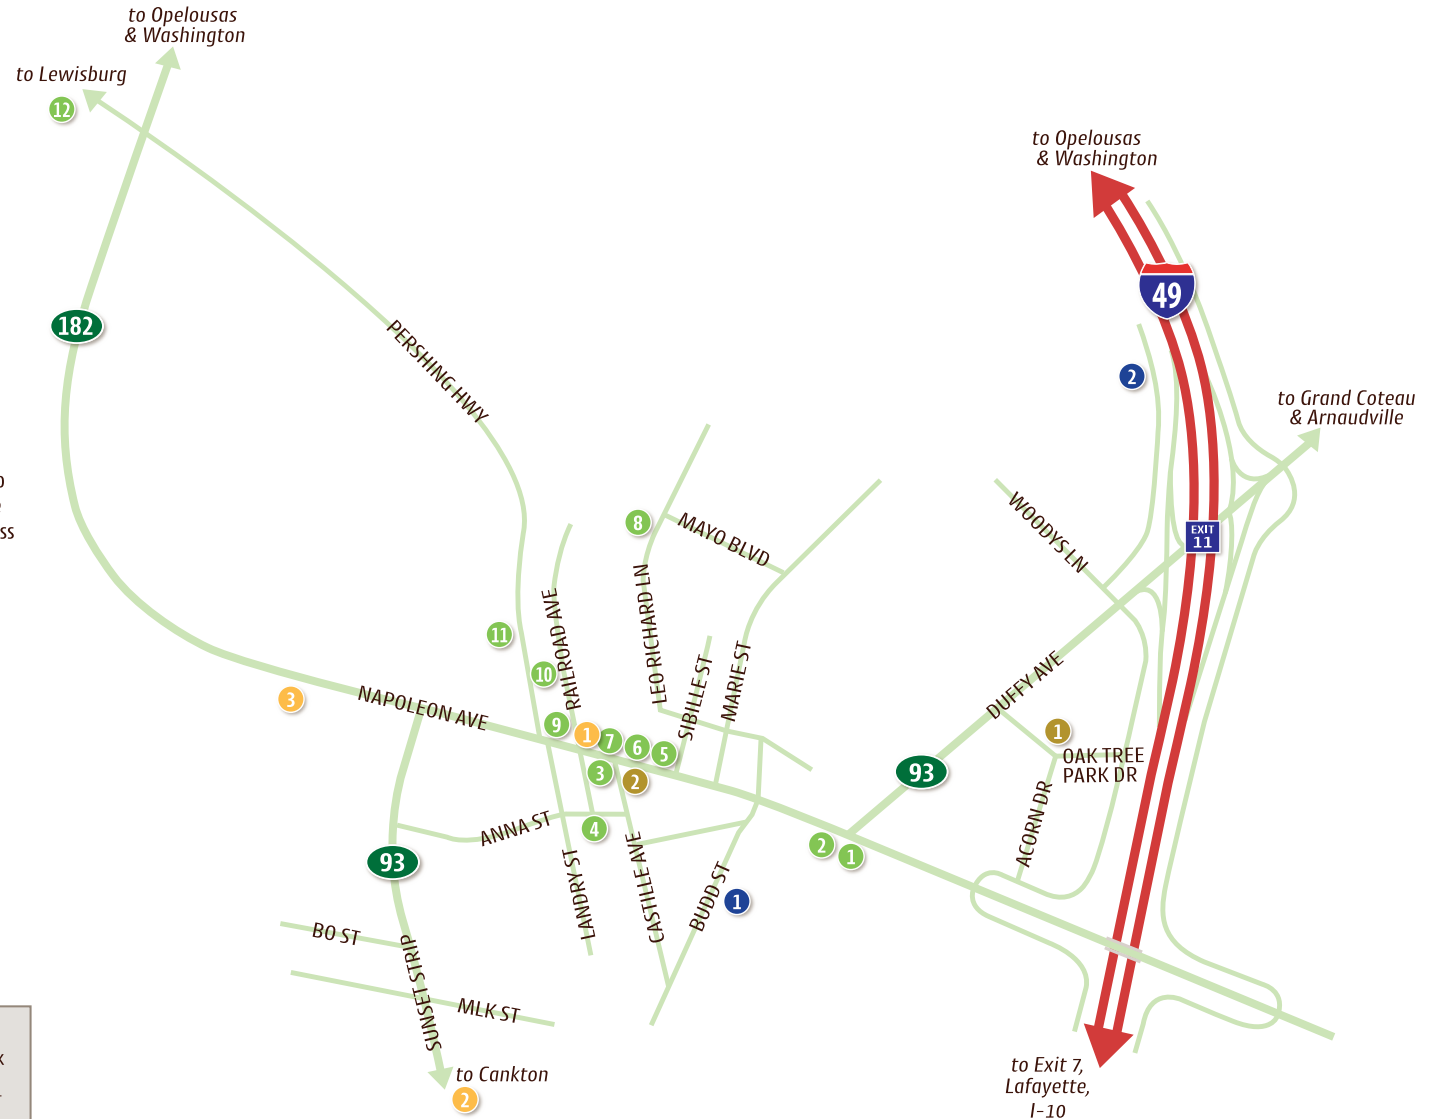 to Opelousas
& Washington
to Lewisburg
12
to Opelousas
& Washington
49
182
PERSHING HWY
2
to Grand Coteau
& Arnaudville
8
MAYO BLVD
WOODYS LN
EXIT
11
ss
11
RAILROAD AVE
LEO RICHARD LN
10
SIBILLE ST
MARIE ST
DUFFY AVE
3
NAPOLEON AVE
9
1
7
6
5
3
2
1
OAK TREE
PARK DR
93
ACORN DR
ANNA ST
4
2
1
93
LANDRY ST
CASTILLE AVE
BUDD ST
1
BO ST
SUNSET STRIP
MLK ST
to Cankton
2
to Exit 7,
Lafayette,
I-10